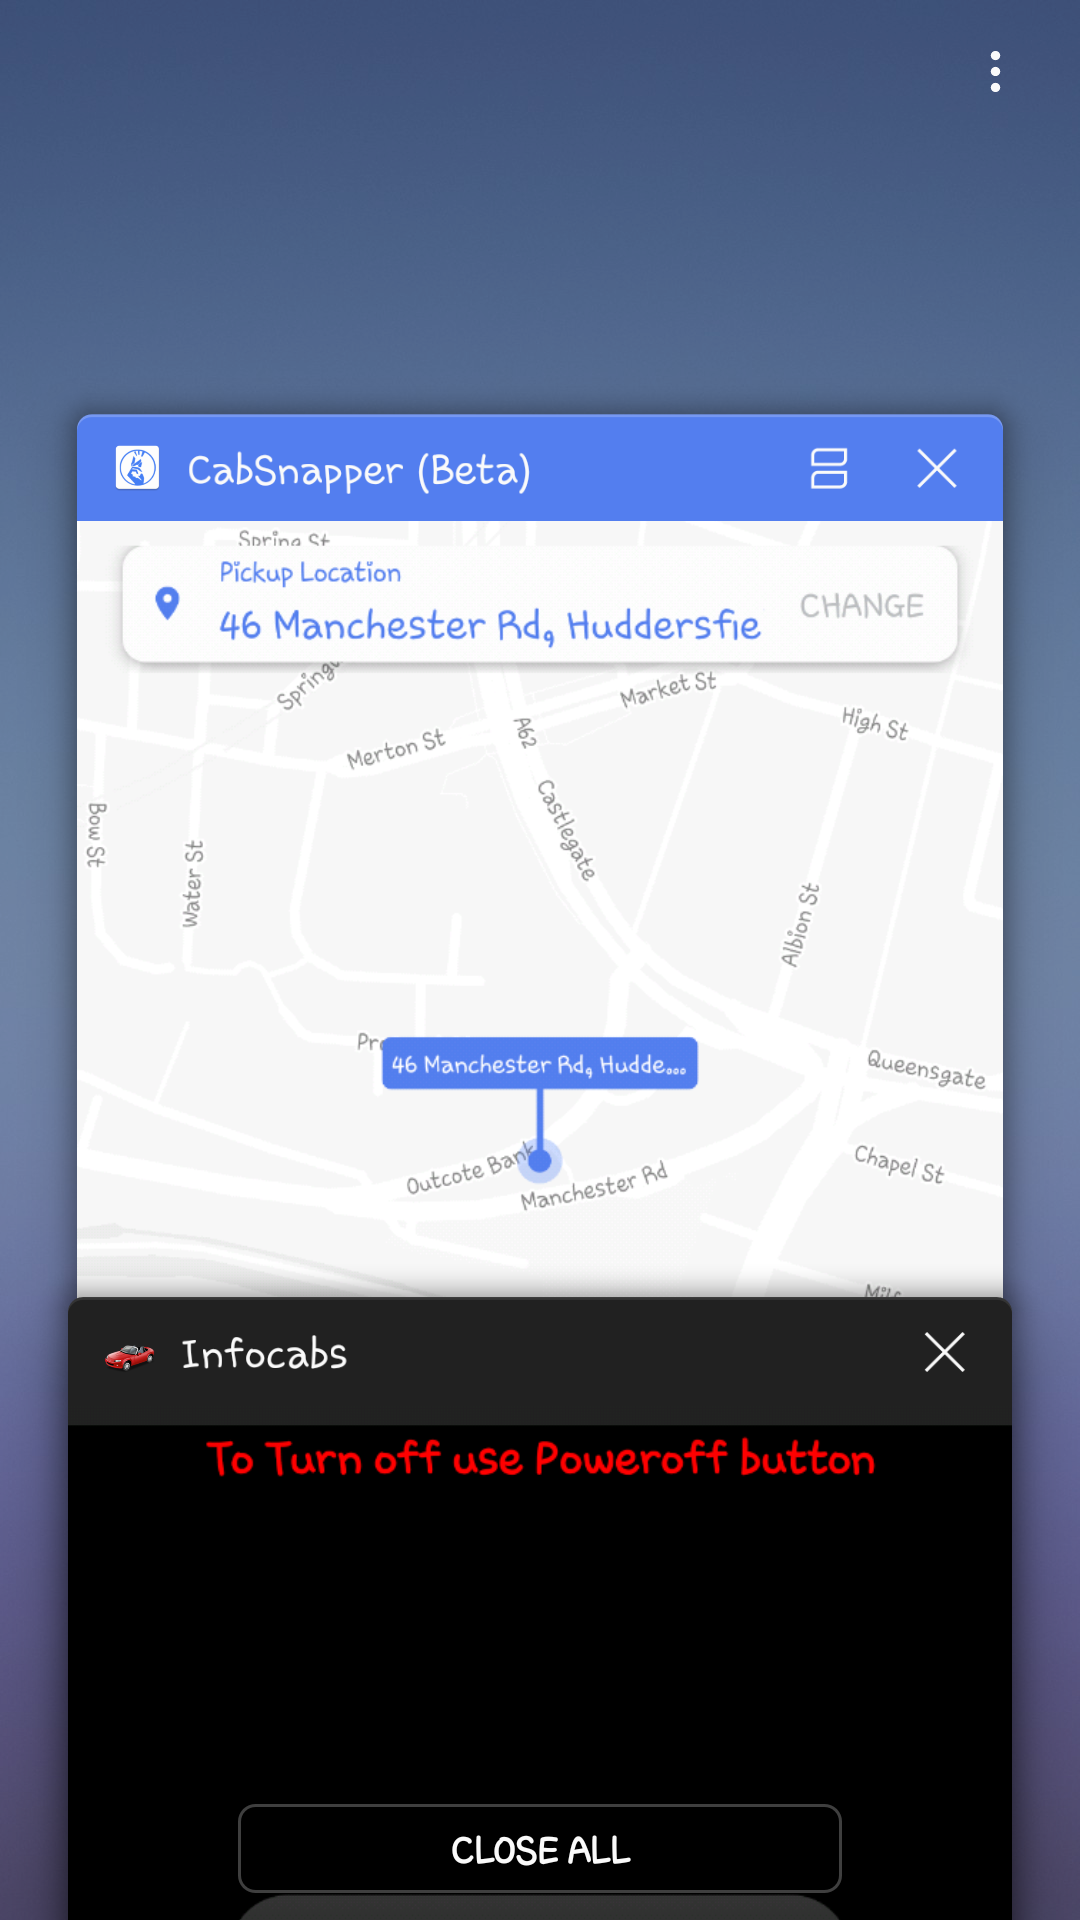 CabSnapper (Beta)
Spring St
Pickup Location
46 Manchester Rd, Huddersfie
CHANGE
Market St
High St
A62
Merton St
Castlegate
Bow St
Water St
Albion St
46 Manchester Rd, Hudde...
Queensgate
Outcote Bank
Manchester Rd
Chapel St
Infocabs
To Turn off use Poweroff button
CLOSE ALL